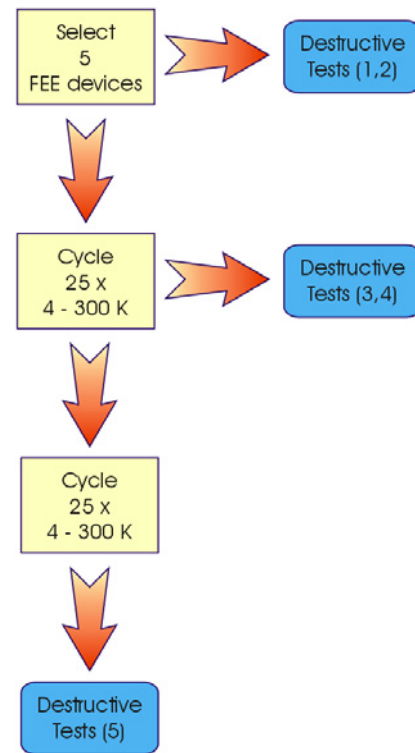 Select
5
FEE devices
Destructive
Tests (1,2)
Cycle
25 x
4 - 300 K
Destructive
Tests (3,4)
Cycle
25 x
4 - 300 K
Destructive
Tests (5)